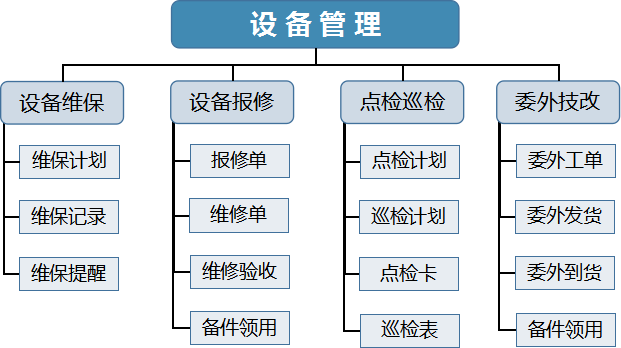 设备管理
设备维保
维保计划
维保记录
维保提醒
设备报修
报修单
维修单
维修验收
备件领用
点检巡检
点检计划
巡检计划
点检卡
巡检表
委外技改
委外工单
委外发货
委外到货
备件领用